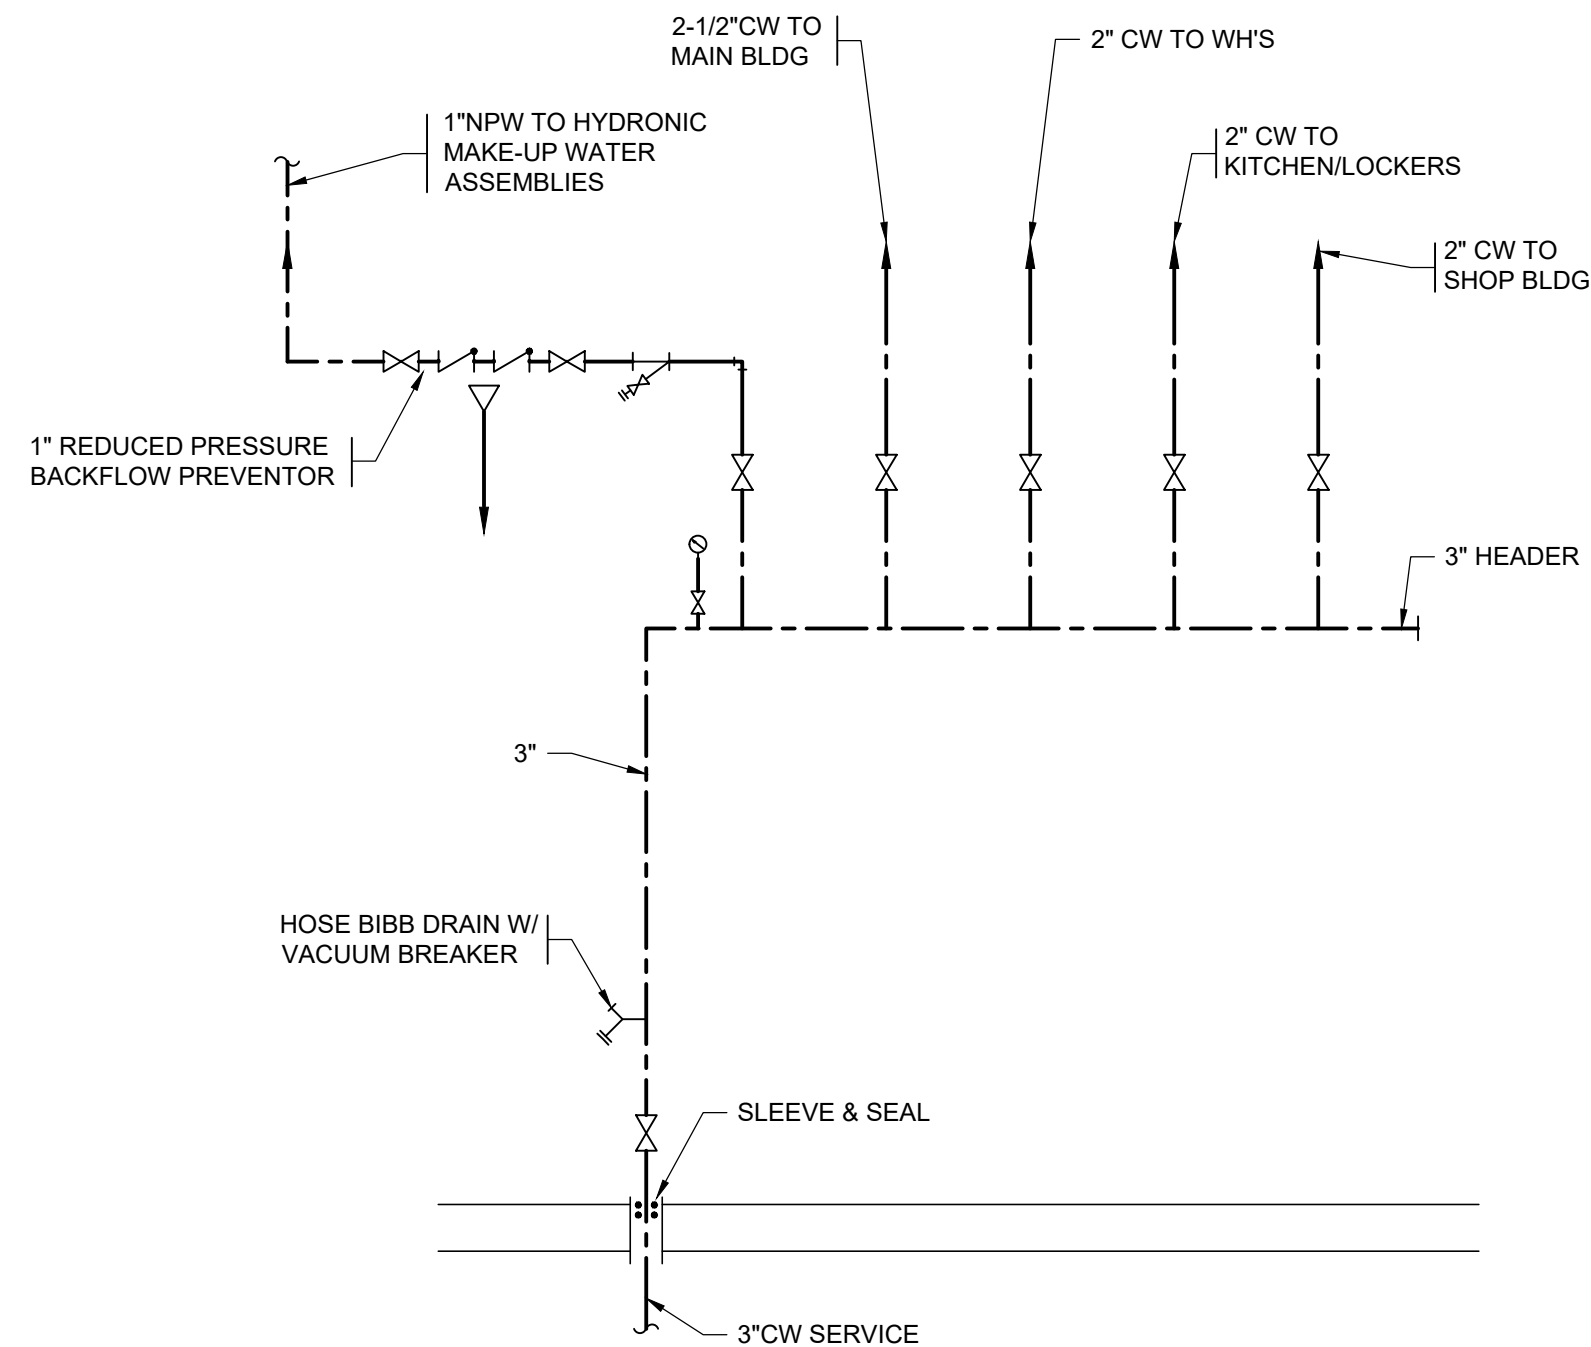 2-1/2"CW TO
MAIN BLDG
2" CW TO WH'S
1"NPW TO HYDRONIC
MAKE-UP WATER
ASSEMBLIES
2" CW TO
KITCHEN/LOCKERS
2" CW TO
SHOP BLDG
1" REDUCED PRESSURE
BACKFLOW PREVENTOR
3" HEADER
3"
HOSE BIBB DRAIN W/
VACUUM BREAKER
SLEEVE & SEAL
3"CW SERVICE